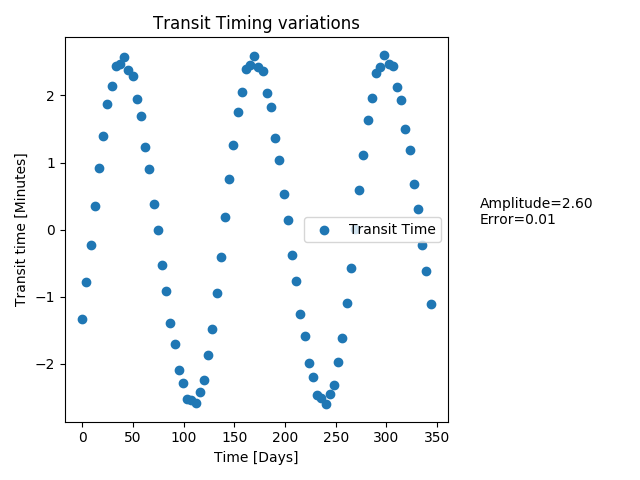 Transit Timing variations
Transit time [Minutes]
2
1
0
−1
−2
Transit Time
Amplitude=2.60
Error=0.01
0
50
100
150
200
250
300
350
Time [Days]